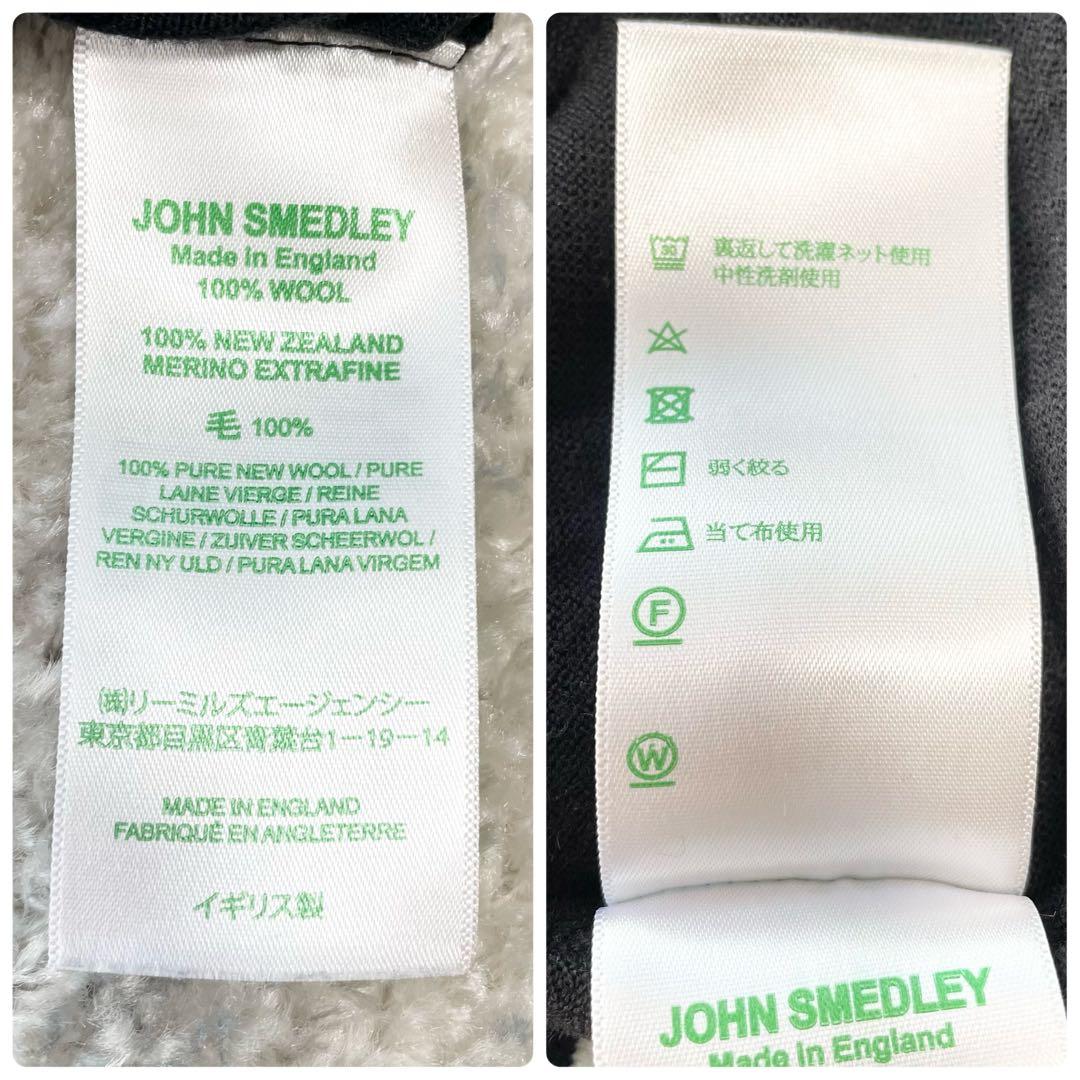 JOHN SMEDLEY
Made in England
100% WOOL
100% NEW ZEALAND
MERINO EXTRAFINE
毛 100%
100% PURE NEW WOOL / PURE
LAINE VIERGE / REINE
SCHURWOLLE / PURA LANA
VERGINE / ZUIVER SCHEERWOL /
REN NY ULD / PURA LANA VIRGEM
㈱リーミルズエージェンシー
東京都目黒区青葉台1-19-14
MADE IN ENGLAND
FABRIQUÉ EN ANGLETERRE
イギリス製
30 裏返して洗濯ネット使用
中性洗剤使用
弱く絞る
当て布使用
F
W
JOHN SMEDLEY
Made in England